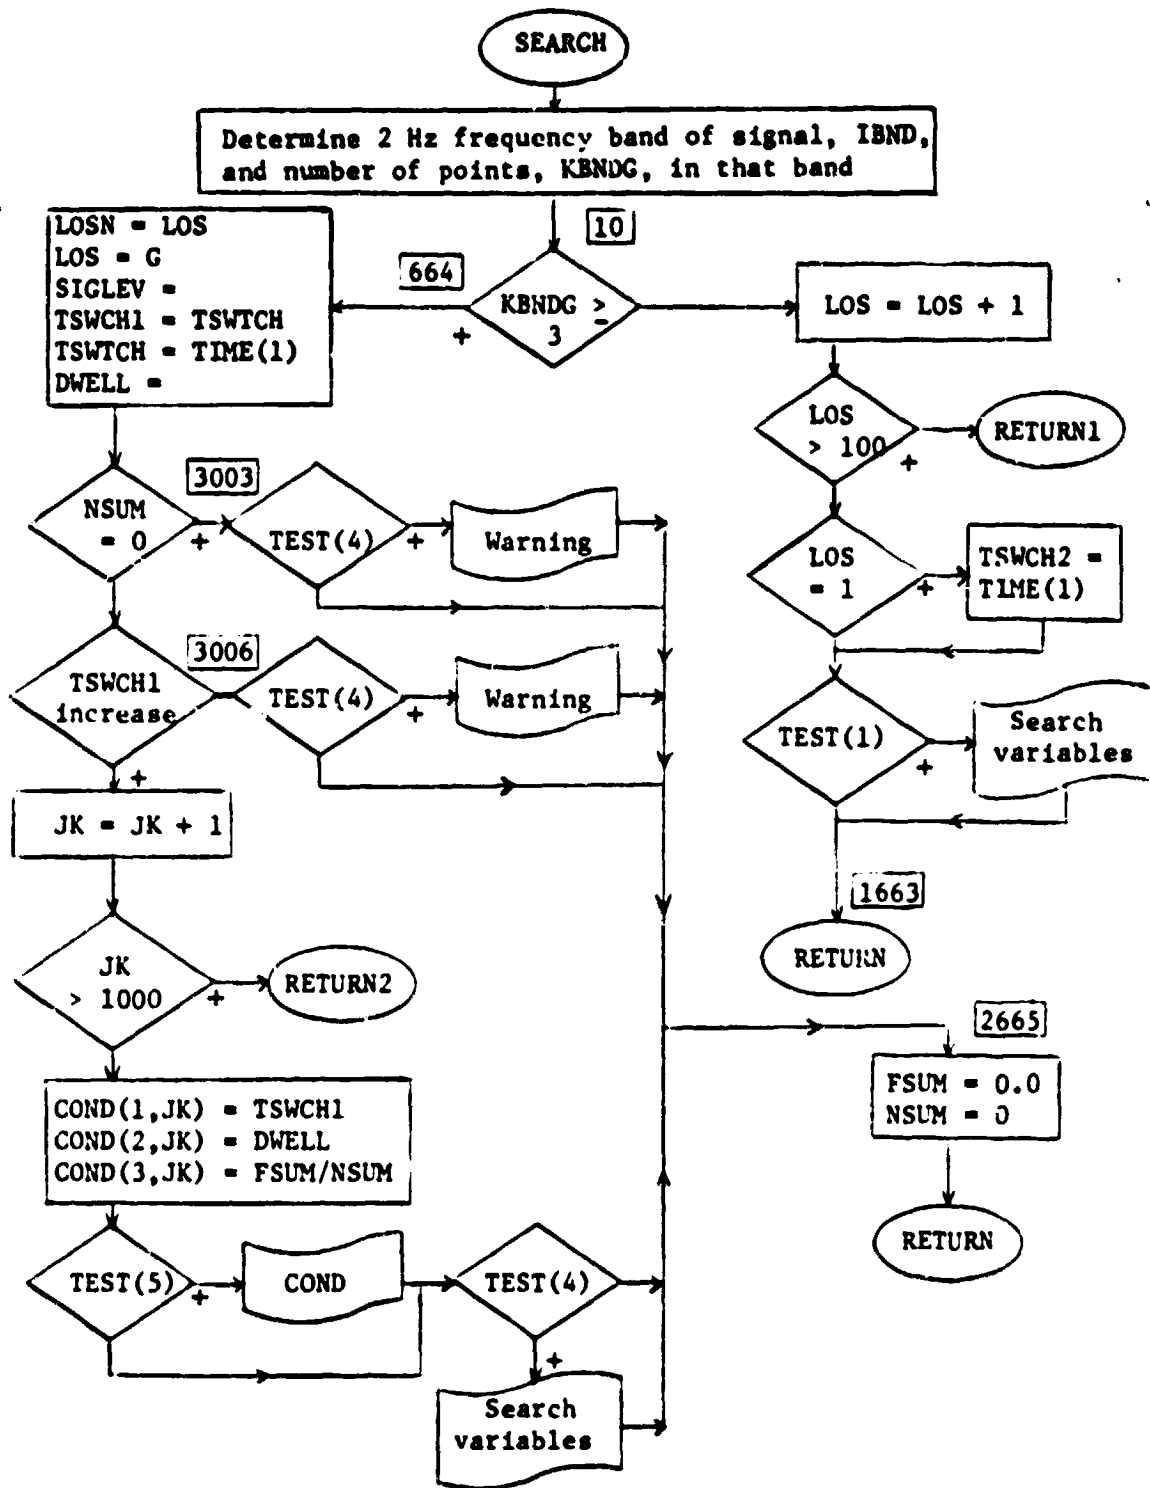 SEARCH
Determine 2 Hz frequency band of signal, IBND,
and number of points, KBNDG, in that band
10
LOSN = LOS
LOS = G
SIGLEV =
TSWCH1 = TSWTCH
TSWTCH = TIME(1)
DWELL =
664
+
KBNDG ≥
3
LOS = LOS + 1
LOS
> 100
+
RETURN1
NSUM
= 0
+
3003
TEST(4)
+
Warning
LOS
= 1
+
TSWCH2 =
TIME(1)
TSWCH1
increase
+
3006
TEST(4)
+
Warning
TEST(1)
+
Search
variables
JK = JK + 1
1663
RETURN
JK
> 1000
+
RETURN2
2665
FSUM = 0.0
NSUM = 0
RETURN
COND(1,JK) = TSWCH1
COND(2,JK) = DWELL
COND(3,JK) = FSUM/NSUM
TEST(5)
+
COND
TEST(4)
+
Search
variables